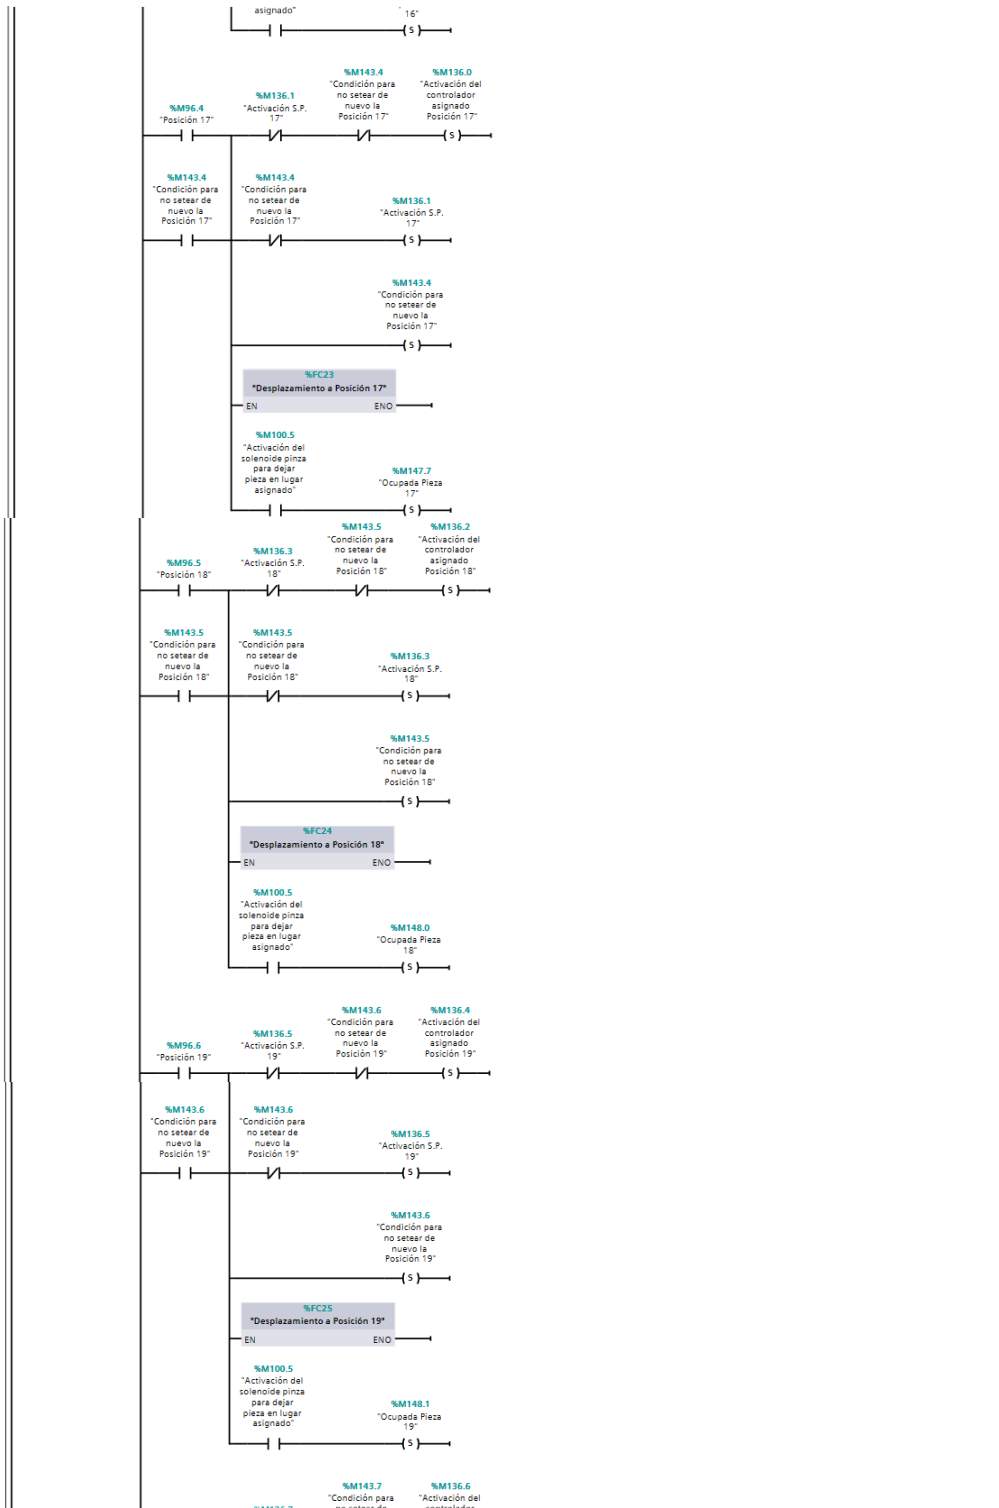 asignado"
16"
( S )
%M143.4
%M136.0
"Condición para
"Activación del
%M136.1
no setear de
controlador
%M96.4
"Activación S.P.
nuevo la
asignado
"Posición 17"
17"
Posición 17"
Posición 17"
( S )
%M143.4
%M143.4
"Condición para
"Condición para
no setear de
no setear de
%M136.1
nuevo la
nuevo la
"Activación S.P.
Posición 17"
Posición 17"
17"
( S )
%M143.4
"Condición para
no setear de
nuevo la
Posición 17"
( S )
%FC23
"Desplazamiento a Posición 17"
EN ENO
%M100.5
"Activación del
solenoide pinza
para dejar
pieza en lugar
asignado"
%M147.7
"Ocupada Pieza
17"
( S )
%M143.5
%M136.2
"Condición para
"Activación del
%M136.3
no setear de
controlador
%M96.5
"Activación S.P.
nuevo la
asignado
"Posición 18"
18"
Posición 18"
Posición 18"
( S )
%M143.5
%M143.5
"Condición para
"Condición para
no setear de
no setear de
%M136.3
nuevo la
nuevo la
"Activación S.P.
Posición 18"
Posición 18"
18"
( S )
%M143.5
"Condición para
no setear de
nuevo la
Posición 18"
( S )
%FC24
"Desplazamiento a Posición 18"
EN ENO
%M100.5
"Activación del
solenoide pinza
para dejar
pieza en lugar
asignado"
%M148.0
"Ocupada Pieza
18"
( S )
%M143.6
%M136.4
"Condición para
"Activación del
%M136.5
no setear de
controlador
%M96.6
"Activación S.P.
nuevo la
asignado
"Posición 19"
19"
Posición 19"
Posición 19"
( S )
%M143.6
%M143.6
"Condición para
"Condición para
no setear de
no setear de
%M136.5
nuevo la
nuevo la
"Activación S.P.
Posición 19"
Posición 19"
19"
( S )
%M143.6
"Condición para
no setear de
nuevo la
Posición 19"
( S )
%FC25
"Desplazamiento a Posición 19"
EN ENO
%M100.5
"Activación del
solenoide pinza
para dejar
pieza en lugar
asignado"
%M148.1
"Ocupada Pieza
19"
( S )
%M143.7
%M136.6
"Condición para
"Activación del